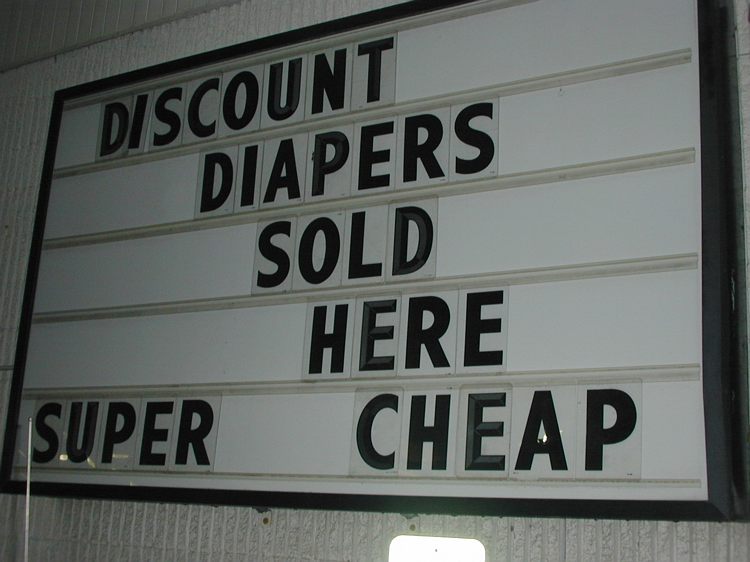 DISCOUNT
DIAPERS
SOLD
HERE
SUPER CHEAP